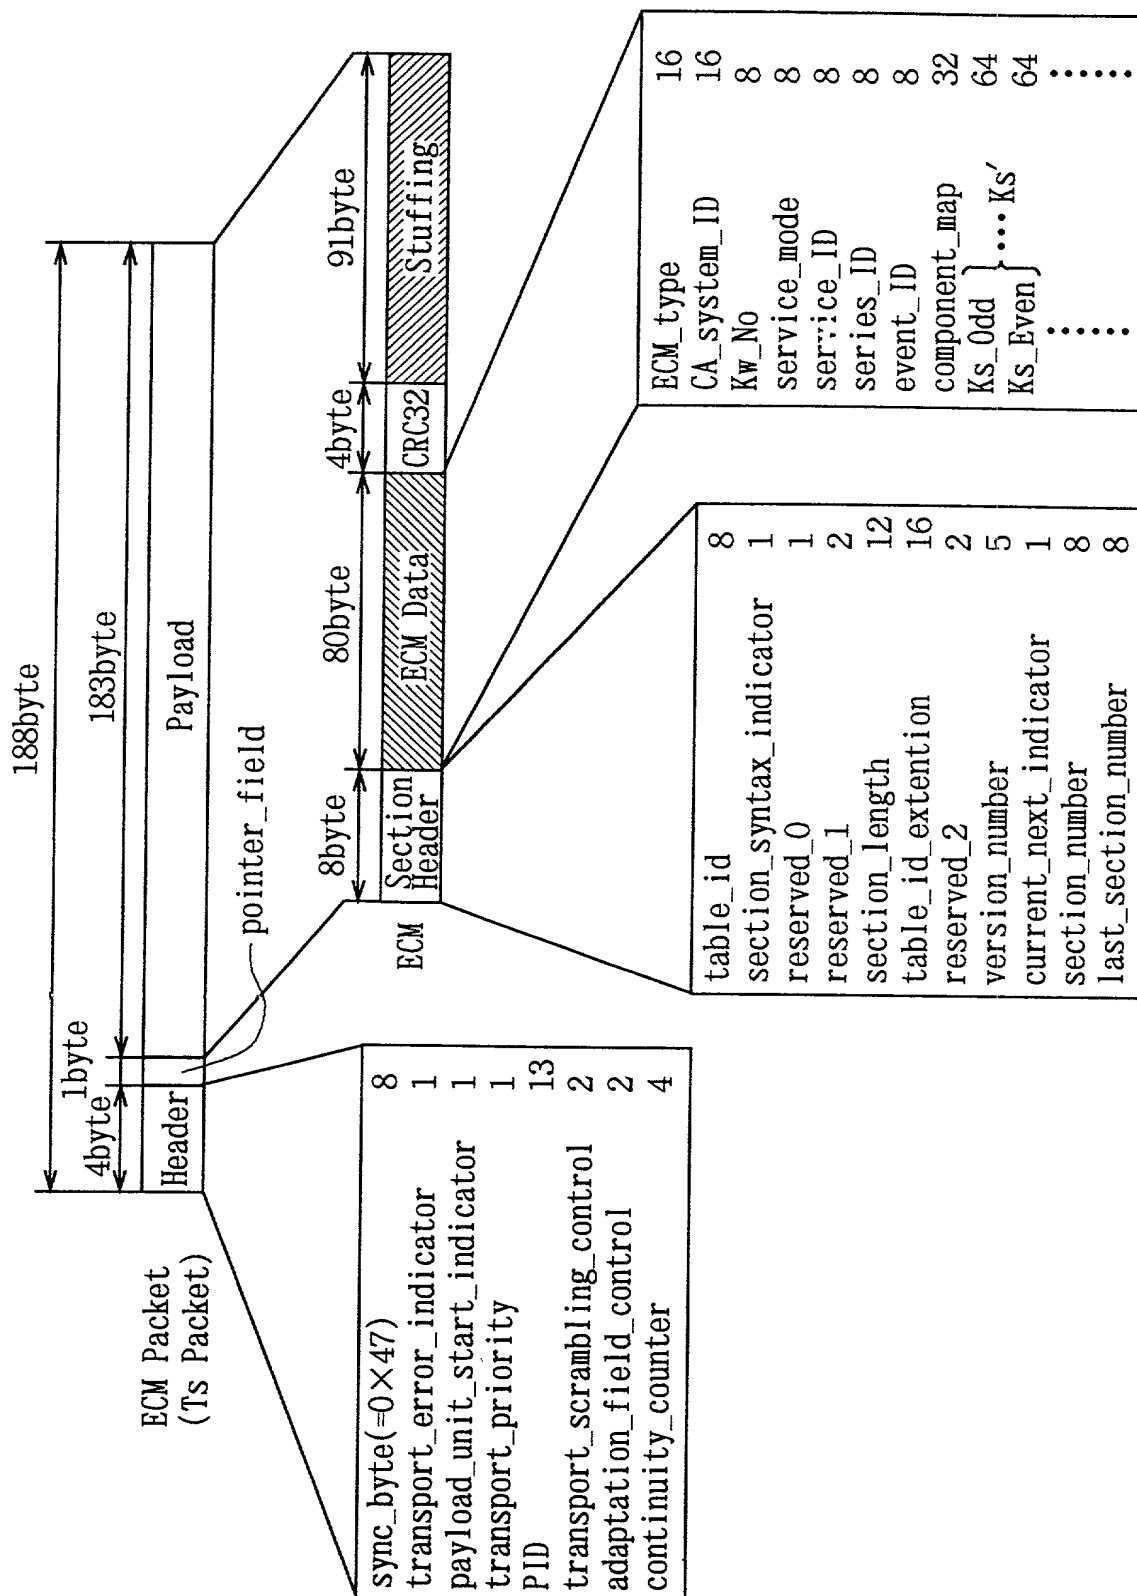 188byte
4byte
1byte
183byte
ECM Packet
(Ts Packet)
Header
Payload
pointer_field
8byte
80byte
4byte
91byte
ECM
Section
Header
ECM Data
CRC32
Stuffing
sync_byte(=0×47) 8
transport_error_indicator 1
payload_unit_start_indicator 1
transport_priority 1
PID 13
transport_scrambling_control 2
adaptation_field_control 2
continuity_counter 4
table_id 8
section_syntax_indicator 1
reserved_0 1
reserved_1 2
section_length 12
table_id_extention 16
reserved_2 2
version_number 5
current_next_indicator 1
section_number 8
last_section_number 8
ECM_type 16
CA_system_ID 16
Kw_No 8
service_mode 8
service_ID 8
series_ID 8
event_ID 8
component_map 32
Ks_Odd 64
Ks_Even 64
····Ks′
······ ······